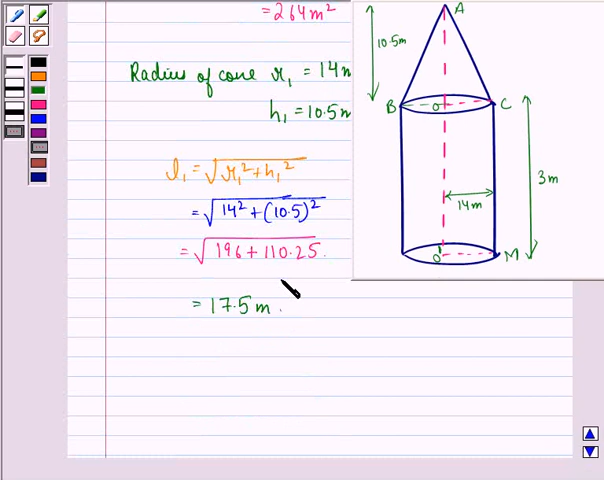 = 264 m²
Radius of cone r₁ = 14 m
h₁ = 10.5 m
l₁ = √r₁² + h₁²
= √14² + (10.5)²
= √196 + 110.25.
= 17.5 m.
A
10.5m
B
O
C
3m
14m
O'
M